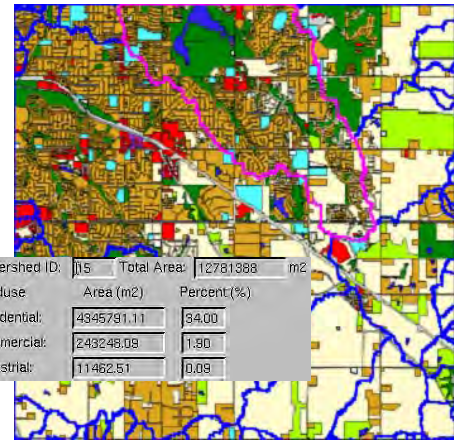 ershed ID: 15 Total Area: 12781388 m2
duse Area (m2) Percent(%)
dential: 4345791.11 34.00
mercial: 243248.09 1.90
strial: 11462.51 0.09